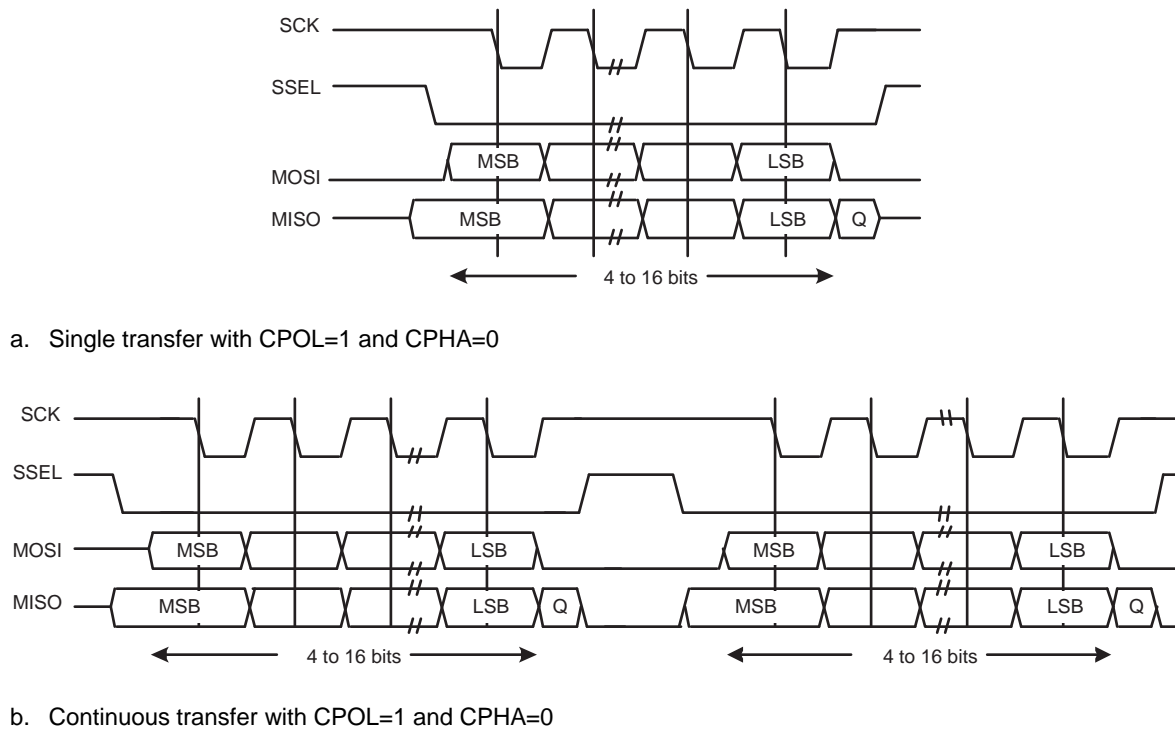 SCK
SSEL
MOSI
MSB
LSB
MISO
MSB
LSB
Q
4 to 16 bits
a. Single transfer with CPOL=1 and CPHA=0
SCK
SSEL
MOSI
MSB
LSB
MSB
LSB
MISO
MSB
LSB
Q
MSB
LSB
Q
4 to 16 bits
4 to 16 bits
b. Continuous transfer with CPOL=1 and CPHA=0